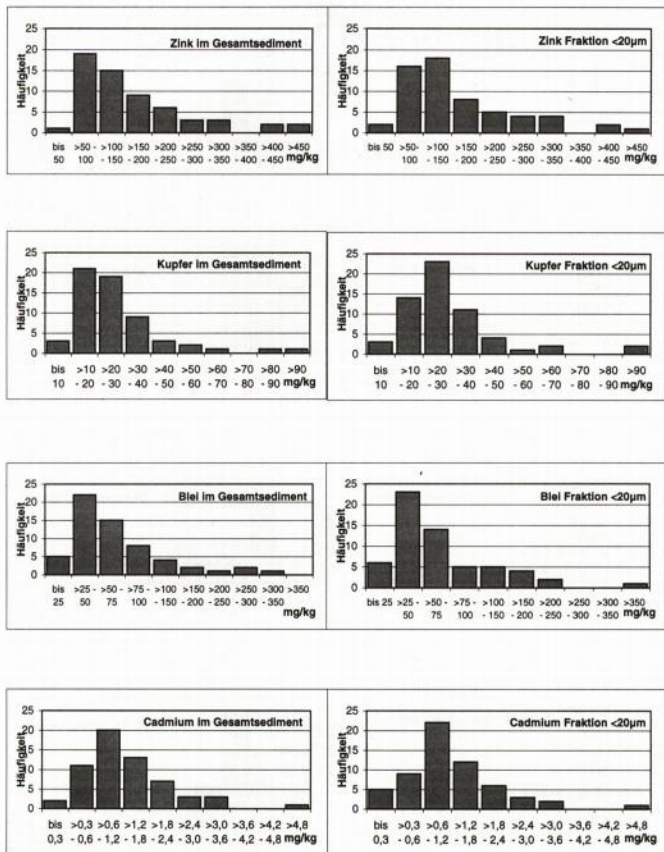 Zink im Gesamtsediment
Häufigkeit
25
20
15
10
5
0
bis >50 - >100 >150 >200 >250 >300 >350 >400 >450
50 100 - 150 - 200 - 250 - 300 - 350 - 400 - 450 mg/kg
Zink Fraktion <20µm
Häufigkeit
25
20
15
10
5
0
bis 50 >50- >100 >150 >200 >250 >300 >350 >400 >450
100 - 150 - 200 - 250 - 300 - 350 - 400 - 450 mg/kg
Kupfer im Gesamtsediment
Häufigkeit
25
20
15
10
5
0
bis >10 >20 >30 >40 >50 >60 >70 >80 >90
10 - 20 - 30 - 40 - 50 - 60 - 70 - 80 - 90 mg/kg
Kupfer Fraktion <20µm
Häufigkeit
25
20
15
10
5
0
bis >10 >20 >30 >40 >50 >60 >70 >80 >90
10 - 20 - 30 - 40 - 50 - 60 - 70 - 80 - 90 mg/kg
Blei im Gesamtsediment
Häufigkeit
25
20
15
10
5
0
bis >25 - >50 - >75 - >100 >150 >200 >250 >300 >350
25 50 75 100 - 150 - 200 - 250 - 300 - 350 mg/kg
Blei Fraktion <20µm
Häufigkeit
25
20
15
10
5
0
bis 25 >25 - >50 - >75 - >100 >150 >200 >250 >300 >350
50 75 100 - 150 - 200 - 250 - 300 - 350 mg/kg
Cadmium im Gesamtsediment
Häufigkeit
25
20
15
10
5
0
bis >0,3 >0,6 >1,2 >1,8 >2,4 >3,0 >3,6 >4,2 >4,8
0,3 - 0,6 - 1,2 - 1,8 - 2,4 - 3,0 - 3,6 - 4,2 - 4,8 mg/kg
Cadmium Fraktion <20µm
Häufigkeit
25
20
15
10
5
0
bis >0,3 >0,6 >1,2 >1,8 >2,4 >3,0 >3,6 >4,2 >4,8
0,3 - 0,6 - 1,2 - 1,8 - 2,4 - 3,0 - 3,6 - 4,2 - 4,8 mg/kg